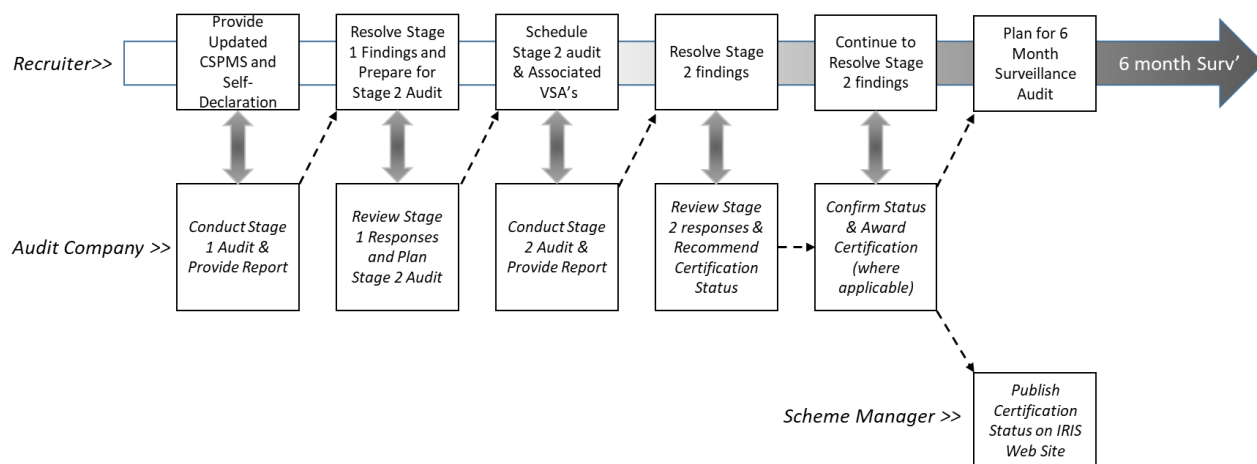 Recruiter>>
Provide
Updated
CSPMS and
Self-
Declaration
Resolve Stage
1 Findings and
Prepare for
Stage 2 Audit
Schedule
Stage 2 audit
& Associated
VSA's
Resolve Stage
2 findings
Continue to
Resolve Stage
2 findings
Plan for 6
Month
Surveillance
Audit
6 month Surv'
Audit Company >>
Conduct Stage
1 Audit &
Provide Report
Review Stage
1 Responses
and Plan
Stage 2 Audit
Conduct Stage
2 Audit &
Provide Report
Review Stage
2 responses &
Recommend
Certification
Status
Confirm Status
& Award
Certification
(where
applicable)
Scheme Manager >>
Publish
Certification
Status on IRIS
Web Site